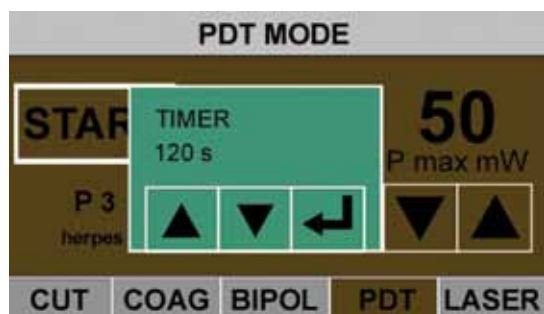 PDT MODE
STAR
TIMER
120 s
50
P max mW
P 3
herpes
CUT COAG BIPOL PDT LASER